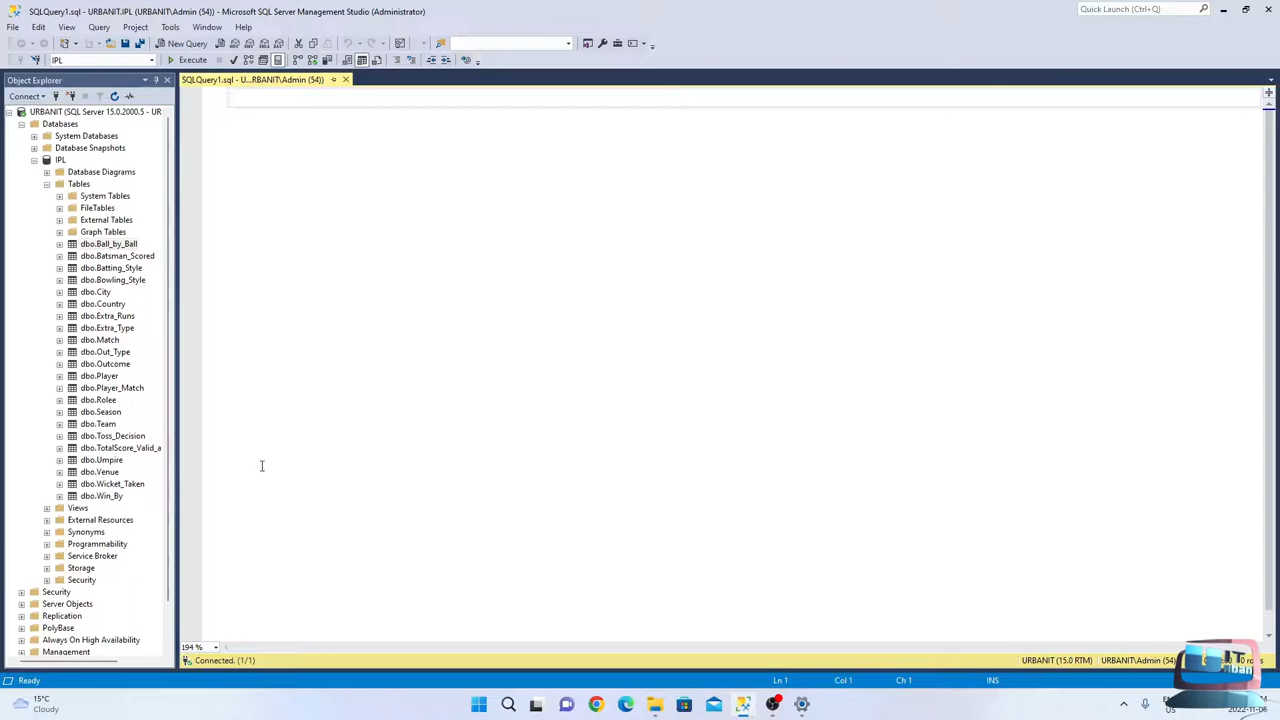 SQLQuery1.sql - URBANIT.IPL (URBANIT\Admin (54)) - Microsoft SQL Server Management Studio (Administrator)
Quick Launch (Ctrl+Q)
File Edit View Query Project Tools Window Help
New Query
IPL
Execute
Object Explorer
SQLQuery1.sql - U...RBANIT\Admin (54))
Connect
URBANIT (SQL Server 15.0.2000.5 - UR
Databases
System Databases
Database Snapshots
IPL
Database Diagrams
Tables
System Tables
FileTables
External Tables
Graph Tables
dbo.Ball_by_Ball
dbo.Batsman_Scored
dbo.Batting_Style
dbo.Bowling_Style
dbo.City
dbo.Country
dbo.Extra_Runs
dbo.Extra_Type
dbo.Match
dbo.Out_Type
dbo.Outcome
dbo.Player
dbo.Player_Match
dbo.Rolee
dbo.Season
dbo.Team
dbo.Toss_Decision
dbo.TotalScore_Valid_a
dbo.Umpire
dbo.Venue
dbo.Wicket_Taken
dbo.Win_By
Views
External Resources
Synonyms
Programmability
Service Broker
Storage
Security
Security
Server Objects
Replication
PolyBase
Always On High Availability
Management
194 %
Connected. (1/1)
URBANIT (15.0 RTM)
URBANIT\Admin (54)
0 rows
Ready
Ln 1
Col 1
Ch 1
INS
15°C
Cloudy
ENG
US
2022-11-06